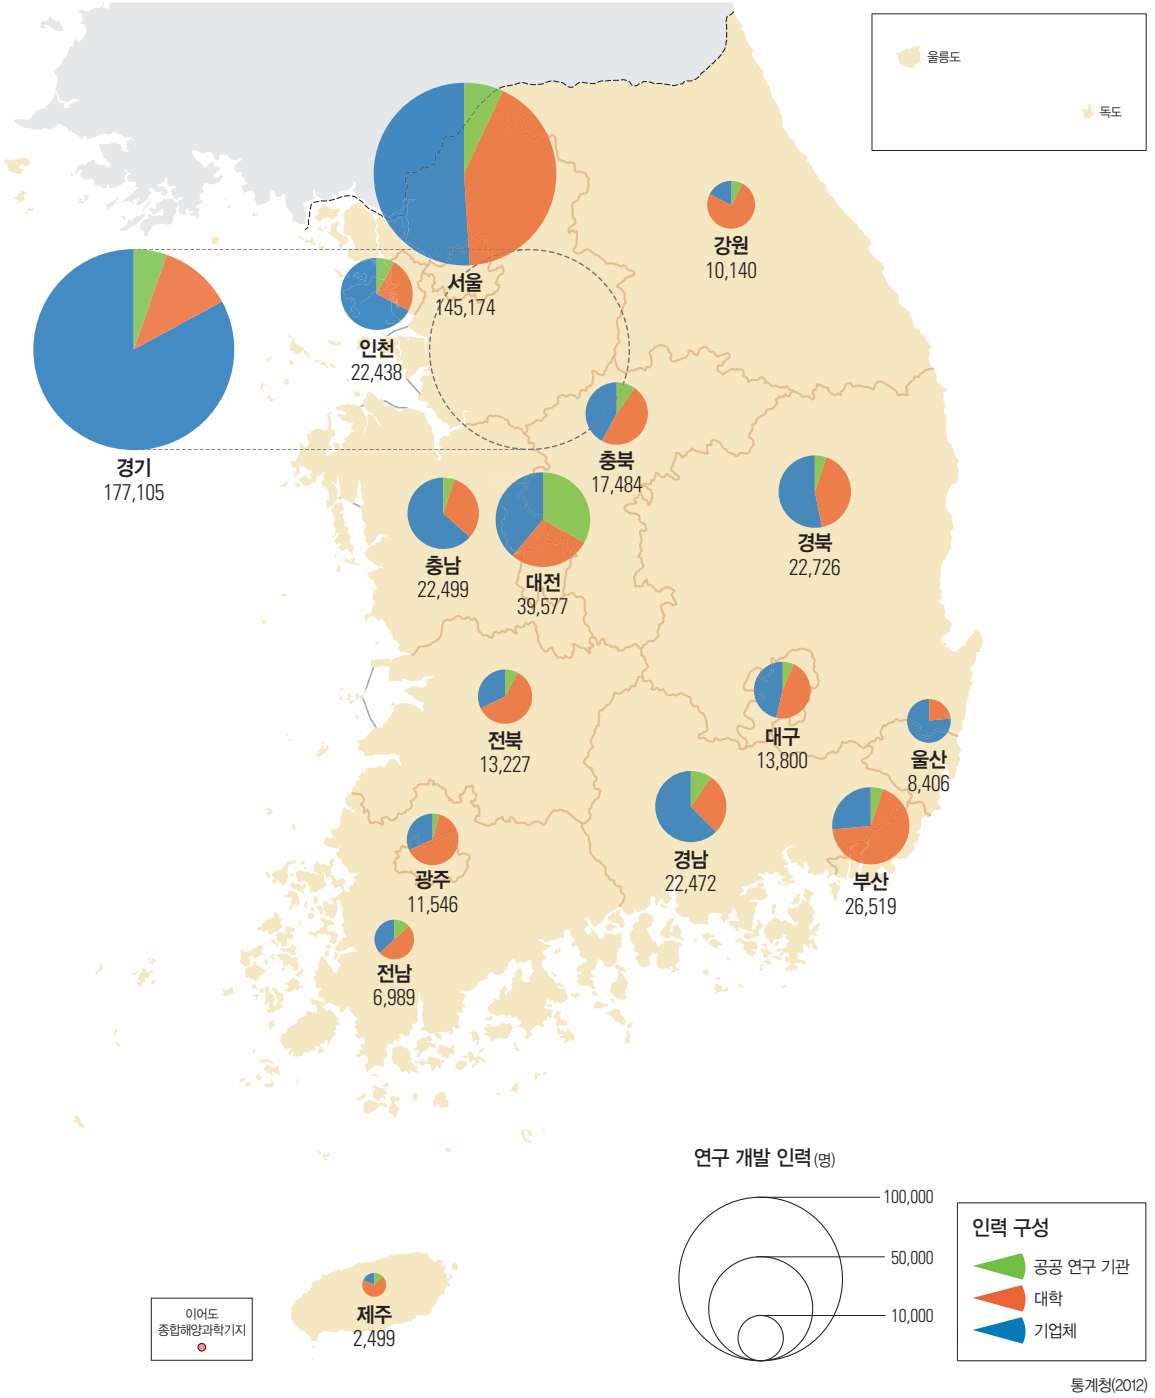 울릉도
독도
서울
145,174
강원
10,140
인천
22,438
경기
177,105
충북
17,484
충남
22,499
대전
39,577
경북
22,726
전북
13,227
대구
13,800
울산
8,406
경남
22,472
부산
26,519
광주
11,546
전남
6,989
제주
2,499
이어도
종합해양과학기지
연구 개발 인력(명)
100,000
50,000
10,000
인력 구성
공공 연구 기관
대학
기업체
통계청(2012)